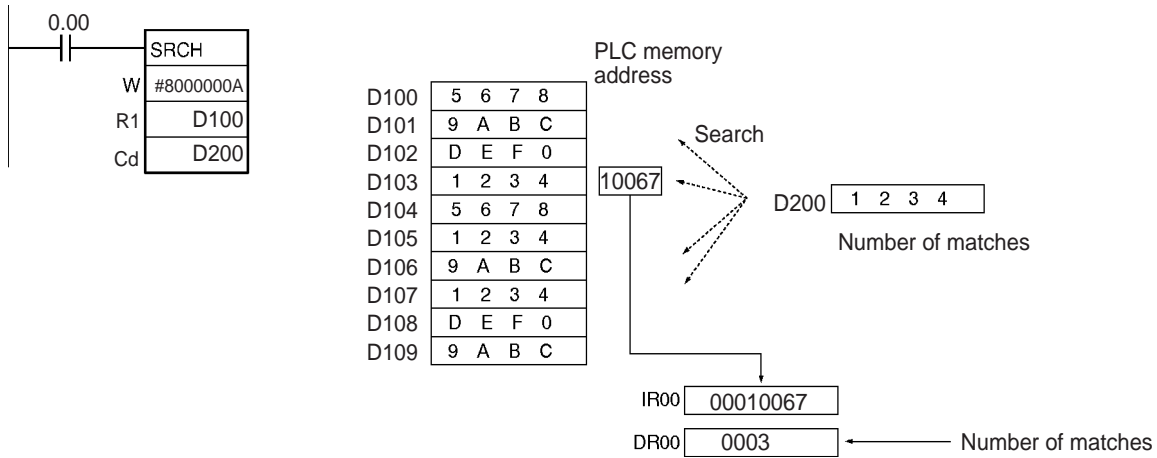 0.00
SRCH
W #8000000A
R1 D100
Cd D200
PLC memory
address
D100 5 6 7 8
D101 9 A B C
D102 D E F 0
D103 1 2 3 4 10067
D104 5 6 7 8
D105 1 2 3 4
D106 9 A B C
D107 1 2 3 4
D108 D E F 0
D109 9 A B C
Search
D200 1 2 3 4
Number of matches
IR00 00010067
DR00 0003 Number of matches